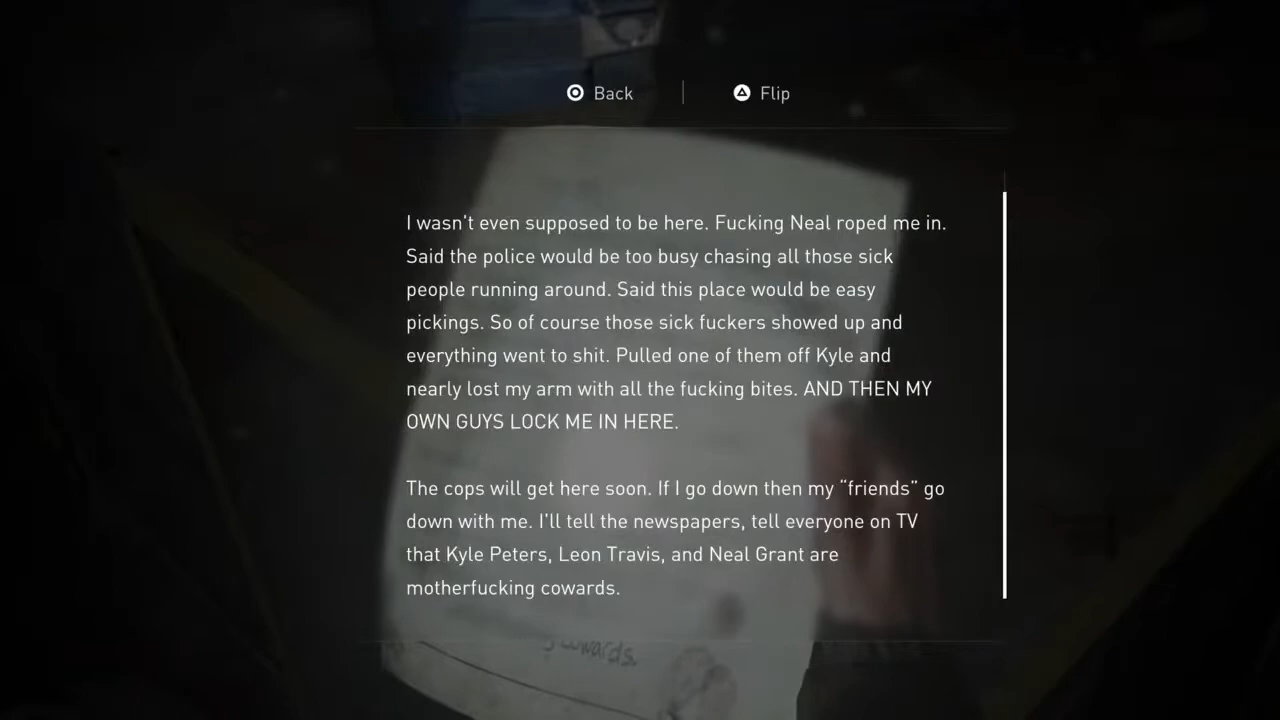 Back
Flip
I wasn't even supposed to be here. Fucking Neal roped me in.
Said the police would be too busy chasing all those sick
people running around. Said this place would be easy
pickings. So of course those sick fuckers showed up and
everything went to shit. Pulled one of them off Kyle and
nearly lost my arm with all the fucking bites. AND THEN MY
OWN GUYS LOCK ME IN HERE.
The cops will get here soon. If I go down then my “friends” go
down with me. I'll tell the newspapers, tell everyone on TV
that Kyle Peters, Leon Travis, and Neal Grant are
motherfucking cowards.
cowards.